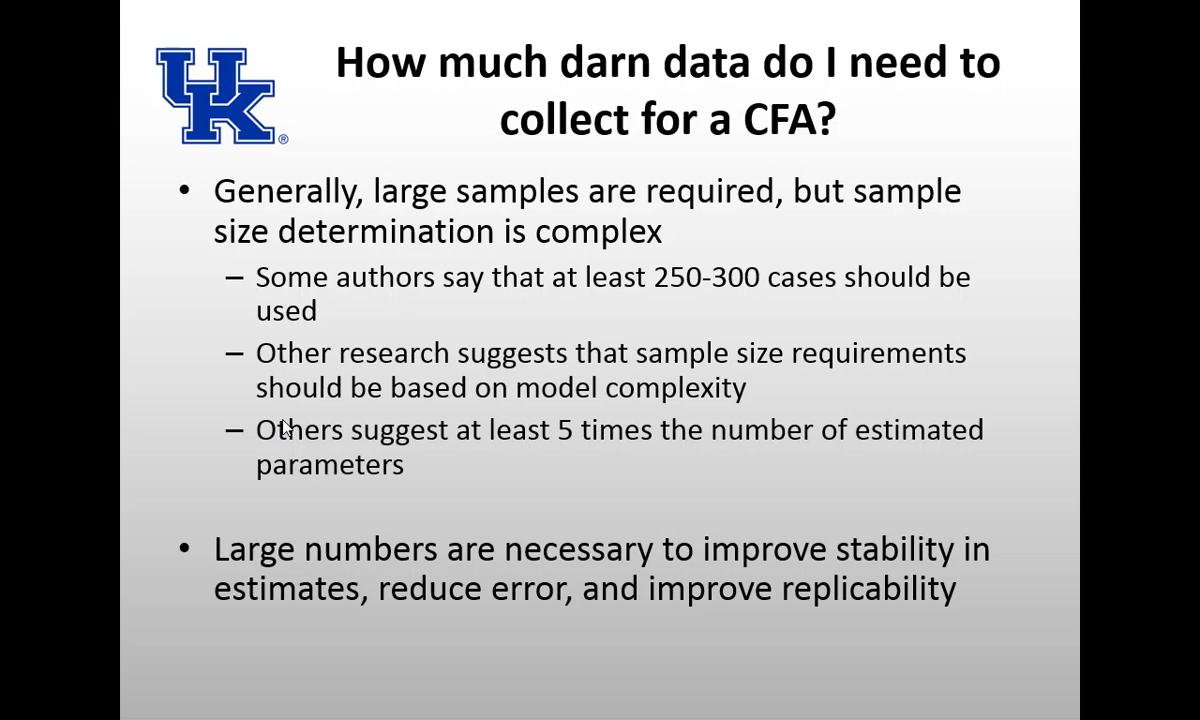 UK®
How much darn data do I need to
collect for a CFA?
• Generally, large samples are required, but sample
size determination is complex
– Some authors say that at least 250-300 cases should be
used
– Other research suggests that sample size requirements
should be based on model complexity
– Others suggest at least 5 times the number of estimated
parameters
• Large numbers are necessary to improve stability in
estimates, reduce error, and improve replicability